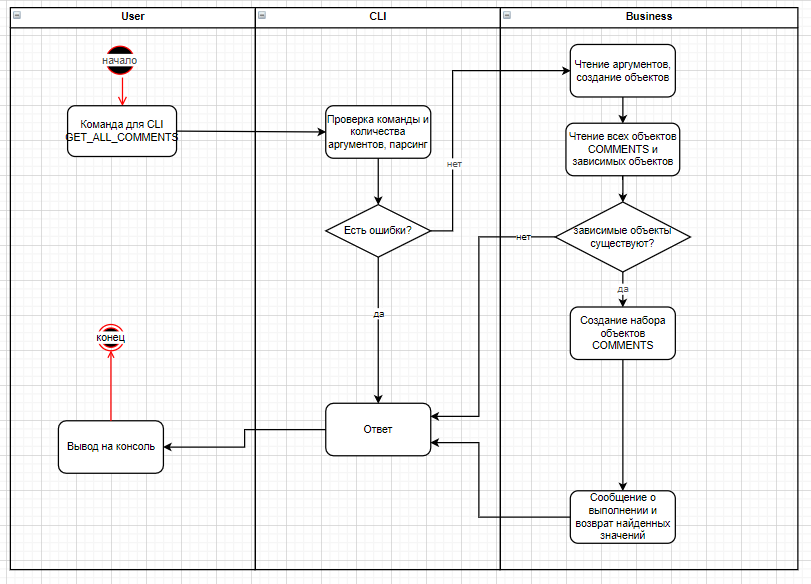 User
CLI
Business
начало
Команда для CLI
GET_ALL_COMMENTS
Проверка команды и
количества
аргументов, парсинг
Есть ошибки?
нет
да
Чтение аргументов,
создание объектов
Чтение всех объектов
COMMENTS и
зависимых объектов
зависимые объекты
существуют?
нет
да
Создание набора
объектов
COMMENTS
Сообщение о
выполнении и
возврат найденных
значений
Ответ
Вывод на консоль
конец